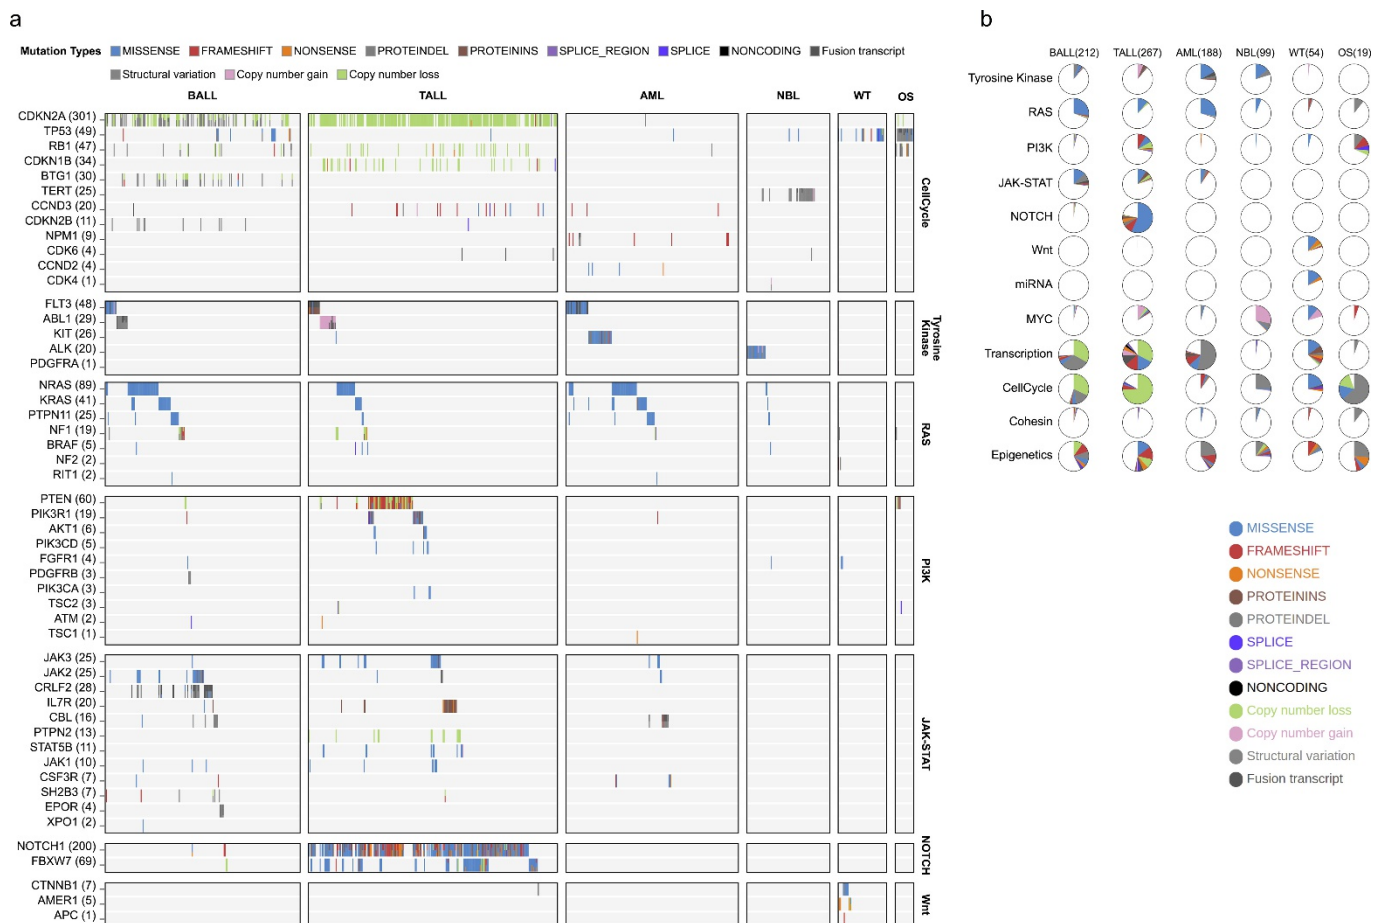 a
b
Mutation Types MISSENSE FRAMESHIFT NONSENSE PROTEINDEL PROTEININS SPLICE_REGION SPLICE NONCODING Fusion transcript
Structural variation Copy number gain Copy number loss
BALL TALL AML NBL WT OS
CDKN2A (301)
TP53 (49)
RB1 (47)
CDKN1B (34)
BTG1 (30)
TERT (25)
CCND3 (20)
CDKN2B (11)
NPM1 (9)
CDK6 (4)
CCND2 (4)
CDK4 (1)
CellCycle
FLT3 (48)
ABL1 (29)
KIT (26)
ALK (20)
PDGFRA (1)
Tyrosine
Kinase
NRAS (89)
KRAS (41)
PTPN11 (25)
NF1 (19)
BRAF (5)
NF2 (2)
RIT1 (2)
RAS
PTEN (60)
PIK3R1 (19)
AKT1 (6)
PIK3CD (5)
FGFR1 (4)
PDGFRB (3)
PIK3CA (3)
TSC2 (3)
ATM (2)
TSC1 (1)
PI3K
JAK3 (25)
JAK2 (25)
CRLF2 (28)
IL7R (20)
CBL (16)
PTPN2 (13)
STAT5B (11)
JAK1 (10)
CSF3R (7)
SH2B3 (7)
EPOR (4)
XPO1 (2)
JAK-STAT
NOTCH1 (200)
FBXW7 (69)
NOTCH
CTNNB1 (7)
AMER1 (5)
APC (1)
Wnt
BALL(212) TALL(267) AML(188) NBL(99) WT(54) OS(19)
Tyrosine Kinase
RAS
PI3K
JAK-STAT
NOTCH
Wnt
miRNA
MYC
Transcription
CellCycle
Cohesin
Epigenetics
MISSENSE
FRAMESHIFT
NONSENSE
PROTEININS
PROTEINDEL
SPLICE
SPLICE_REGION
NONCODING
Copy number loss
Copy number gain
Structural variation
Fusion transcript